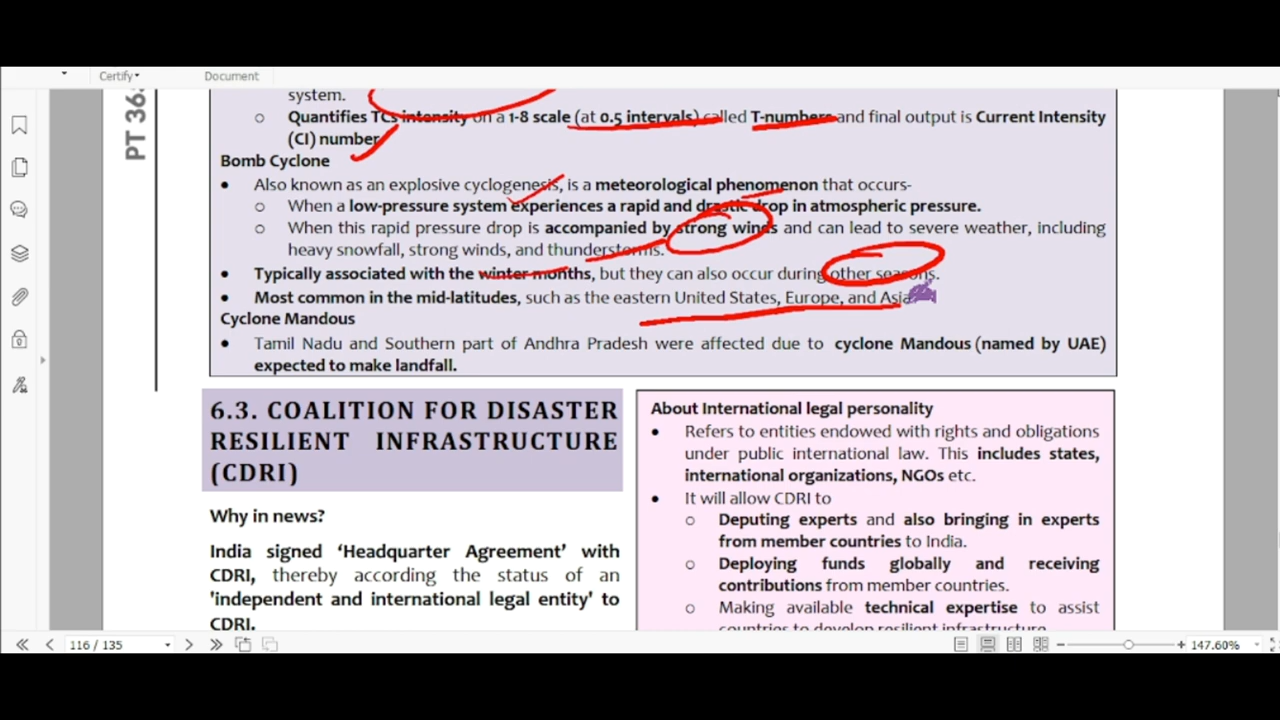 Certify
Document
PT 365
system.
○ Quantifies TCs intensity on a 1-8 scale (at 0.5 intervals) called T-numbers and final output is Current Intensity
(CI) number.
Bomb Cyclone
• Also known as an explosive cyclogenesis, is a meteorological phenomenon that occurs-
○ When a low-pressure system experiences a rapid and drastic drop in atmospheric pressure.
○ When this rapid pressure drop is accompanied by strong winds and can lead to severe weather, including
heavy snowfall, strong winds, and thunderstorms.
• Typically associated with the winter months, but they can also occur during other seasons.
• Most common in the mid-latitudes, such as the eastern United States, Europe, and Asia
Cyclone Mandous
• Tamil Nadu and Southern part of Andhra Pradesh were affected due to cyclone Mandous (named by UAE)
expected to make landfall.
6.3. COALITION FOR DISASTER
RESILIENT INFRASTRUCTURE
(CDRI)
Why in news?
India signed ‘Headquarter Agreement’ with
CDRI, thereby according the status of an
'independent and international legal entity' to
CDRI.
About International legal personality
• Refers to entities endowed with rights and obligations
under public international law. This includes states,
international organizations, NGOs etc.
• It will allow CDRI to
○ Deputing experts and also bringing in experts
from member countries to India.
○ Deploying funds globally and receiving
contributions from member countries.
○ Making available technical expertise to assist
countries to develop resilient infrastructure
116 / 135
147.60%